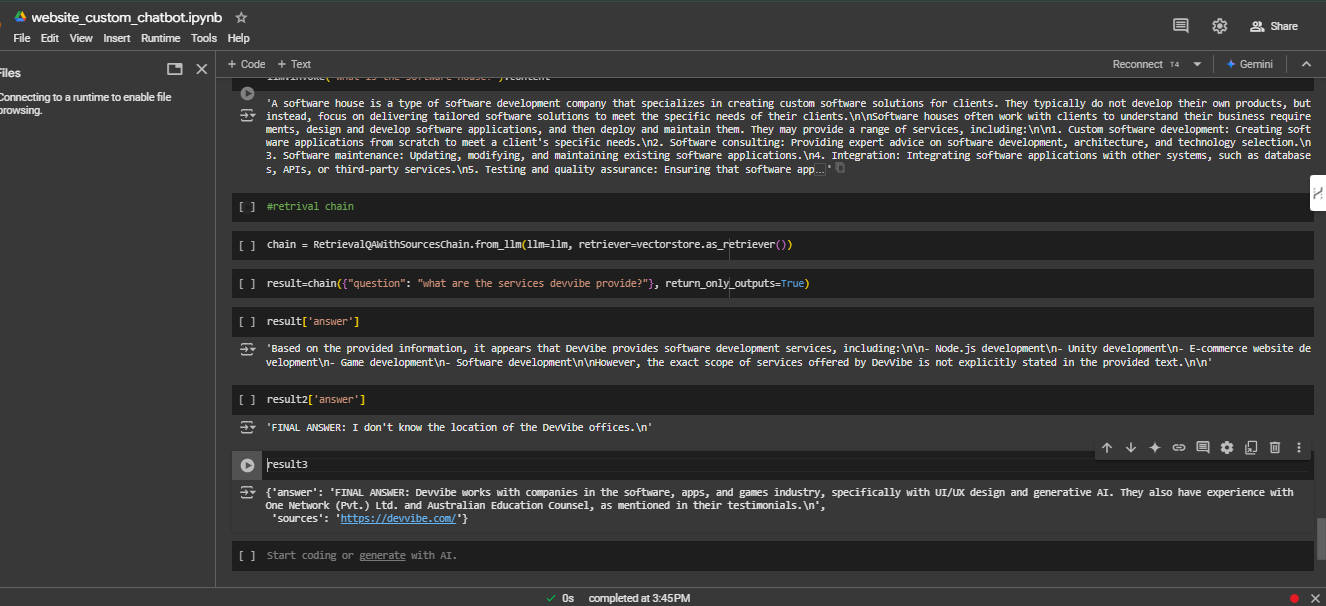 website_custom_chatbot.ipynb
File Edit View Insert Runtime Tools Help
Share
Files
Connecting to a runtime to enable file
browsing.
+ Code + Text
Reconnect T4
Gemini
llm.invoke("what is the software house?").content
'A software house is a type of software development company that specializes in creating custom software solutions for clients. They typically do not develop their own products, but
instead, focus on delivering tailored software solutions to meet the specific needs of their clients.\n\nSoftware houses often work with clients to understand their business require
ments, design and develop software applications, and then deploy and maintain them. They may provide a range of services, including:\n\n1. Custom software development: Creating soft
ware applications from scratch to meet a client's specific needs.\n2. Software consulting: Providing expert advice on software development, architecture, and technology selection.\n
3. Software maintenance: Updating, modifying, and maintaining existing software applications.\n4. Integration: Integrating software applications with other systems, such as database
s, APIs, or third-party services.\n5. Testing and quality assurance: Ensuring that software app…'
[ ] #retrival chain
[ ] chain = RetrievalQAWithSourcesChain.from_llm(llm=llm, retriever=vectorstore.as_retriever())
[ ] result=chain({"question": "what are the services devvibe provide?"}, return_only_outputs=True)
[ ] result['answer']
'Based on the provided information, it appears that DevVibe provides software development services, including:\n\n- Node.js development\n- Unity development\n- E-commerce website de
velopment\n- Game development\n- Software development\n\nHowever, the exact scope of services offered by DevVibe is not explicitly stated in the provided text.\n\n'
[ ] result2['answer']
'FINAL ANSWER: I don't know the location of the DevVibe offices.\n'
result3
{'answer': 'FINAL ANSWER: Devvibe works with companies in the software, apps, and games industry, specifically with UI/UX design and generative AI. They also have experience with
One Network (Pvt.) Ltd. and Australian Education Counsel, as mentioned in their testimonials.\n',
'sources': 'https://devvibe.com/'}
[ ] Start coding or generate with AI.
0s completed at 3:45PM